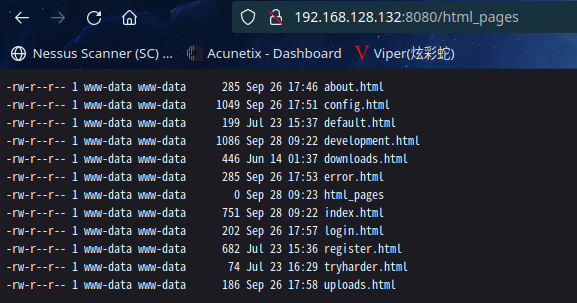 192.168.128.132:8080/html_pages
Nessus Scanner (SC) ... Acunetix - Dashboard Viper(炫彩蛇)
-rw-r--r-- 1 www-data www-data 285 Sep 26 17:46 about.html
-rw-r--r-- 1 www-data www-data 1049 Sep 26 17:51 config.html
-rw-r--r-- 1 www-data www-data 199 Jul 23 15:37 default.html
-rw-r--r-- 1 www-data www-data 1086 Sep 28 09:22 development.html
-rw-r--r-- 1 www-data www-data 446 Jun 14 01:37 downloads.html
-rw-r--r-- 1 www-data www-data 285 Sep 26 17:53 error.html
-rw-r--r-- 1 www-data www-data 0 Sep 28 09:23 html_pages
-rw-r--r-- 1 www-data www-data 751 Sep 28 09:22 index.html
-rw-r--r-- 1 www-data www-data 202 Sep 26 17:57 login.html
-rw-r--r-- 1 www-data www-data 682 Jul 23 15:36 register.html
-rw-r--r-- 1 www-data www-data 74 Jul 23 16:29 tryharder.html
-rw-r--r-- 1 www-data www-data 186 Sep 26 17:58 uploads.html